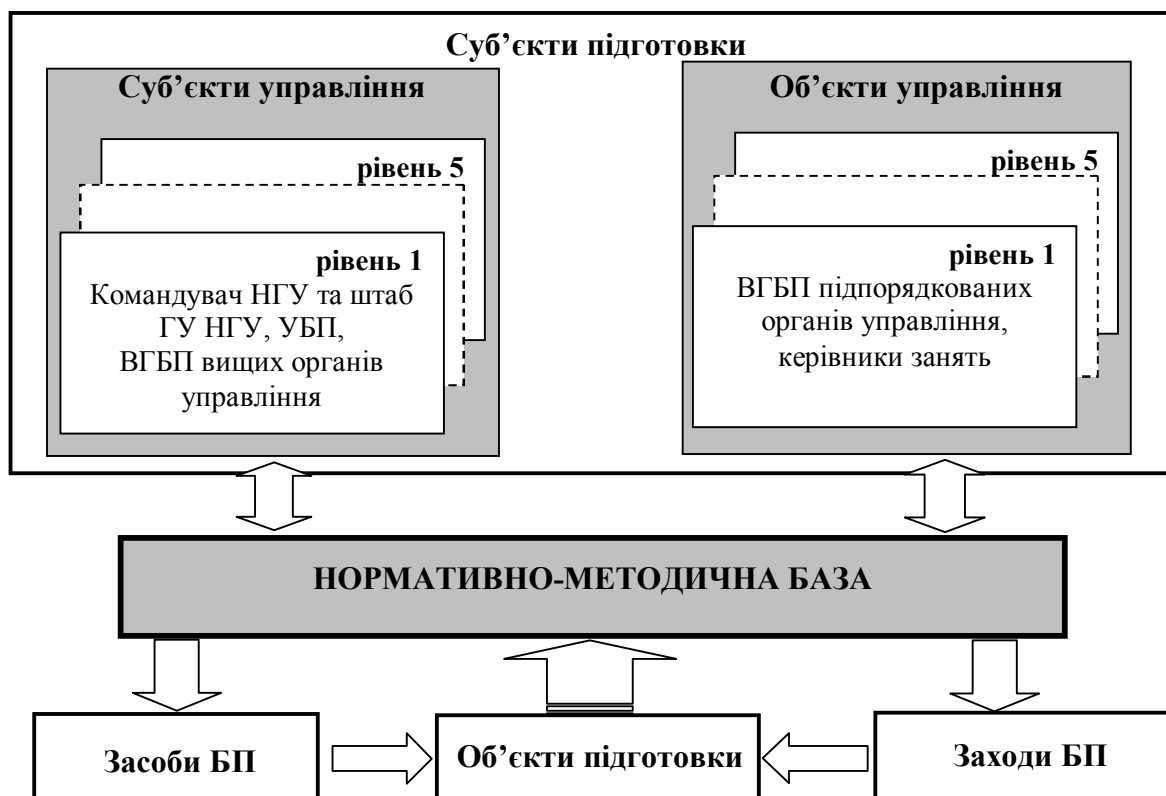 Суб’єкти підготовки
Суб’єкти управління
рівень 5
рівень 1
Командувач НГУ та штаб
ГУ НГУ, УБП,
ВГБП вищих органів
управління
Об’єкти управління
рівень 5
рівень 1
ВГБП підпорядкованих
органів управління,
керівники занять
НОРМАТИВНО-МЕТОДИЧНА БАЗА
Засоби БП
Об’єкти підготовки
Заходи БП